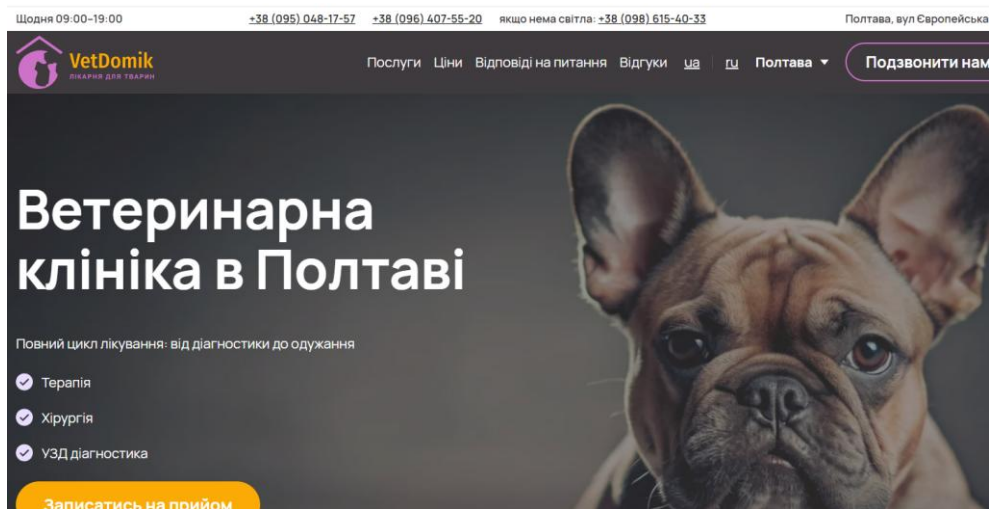 Щодня 09:00–19:00 +38 (095) 048-17-57 +38 (096) 407-55-20 якщо нема світла: +38 (098) 615-40-33 Полтава, вул Європейська
VetDomik
ЛІКАРНЯ ДЛЯ ТВАРИН
Послуги Ціни Відповіді на питання Відгуки ua ru Полтава Подзвонити нам
Ветеринарна
клініка в Полтаві
Повний цикл лікування: від діагностики до одужання
Терапія
Хірургія
УЗД діагностика
Записатись на прийом